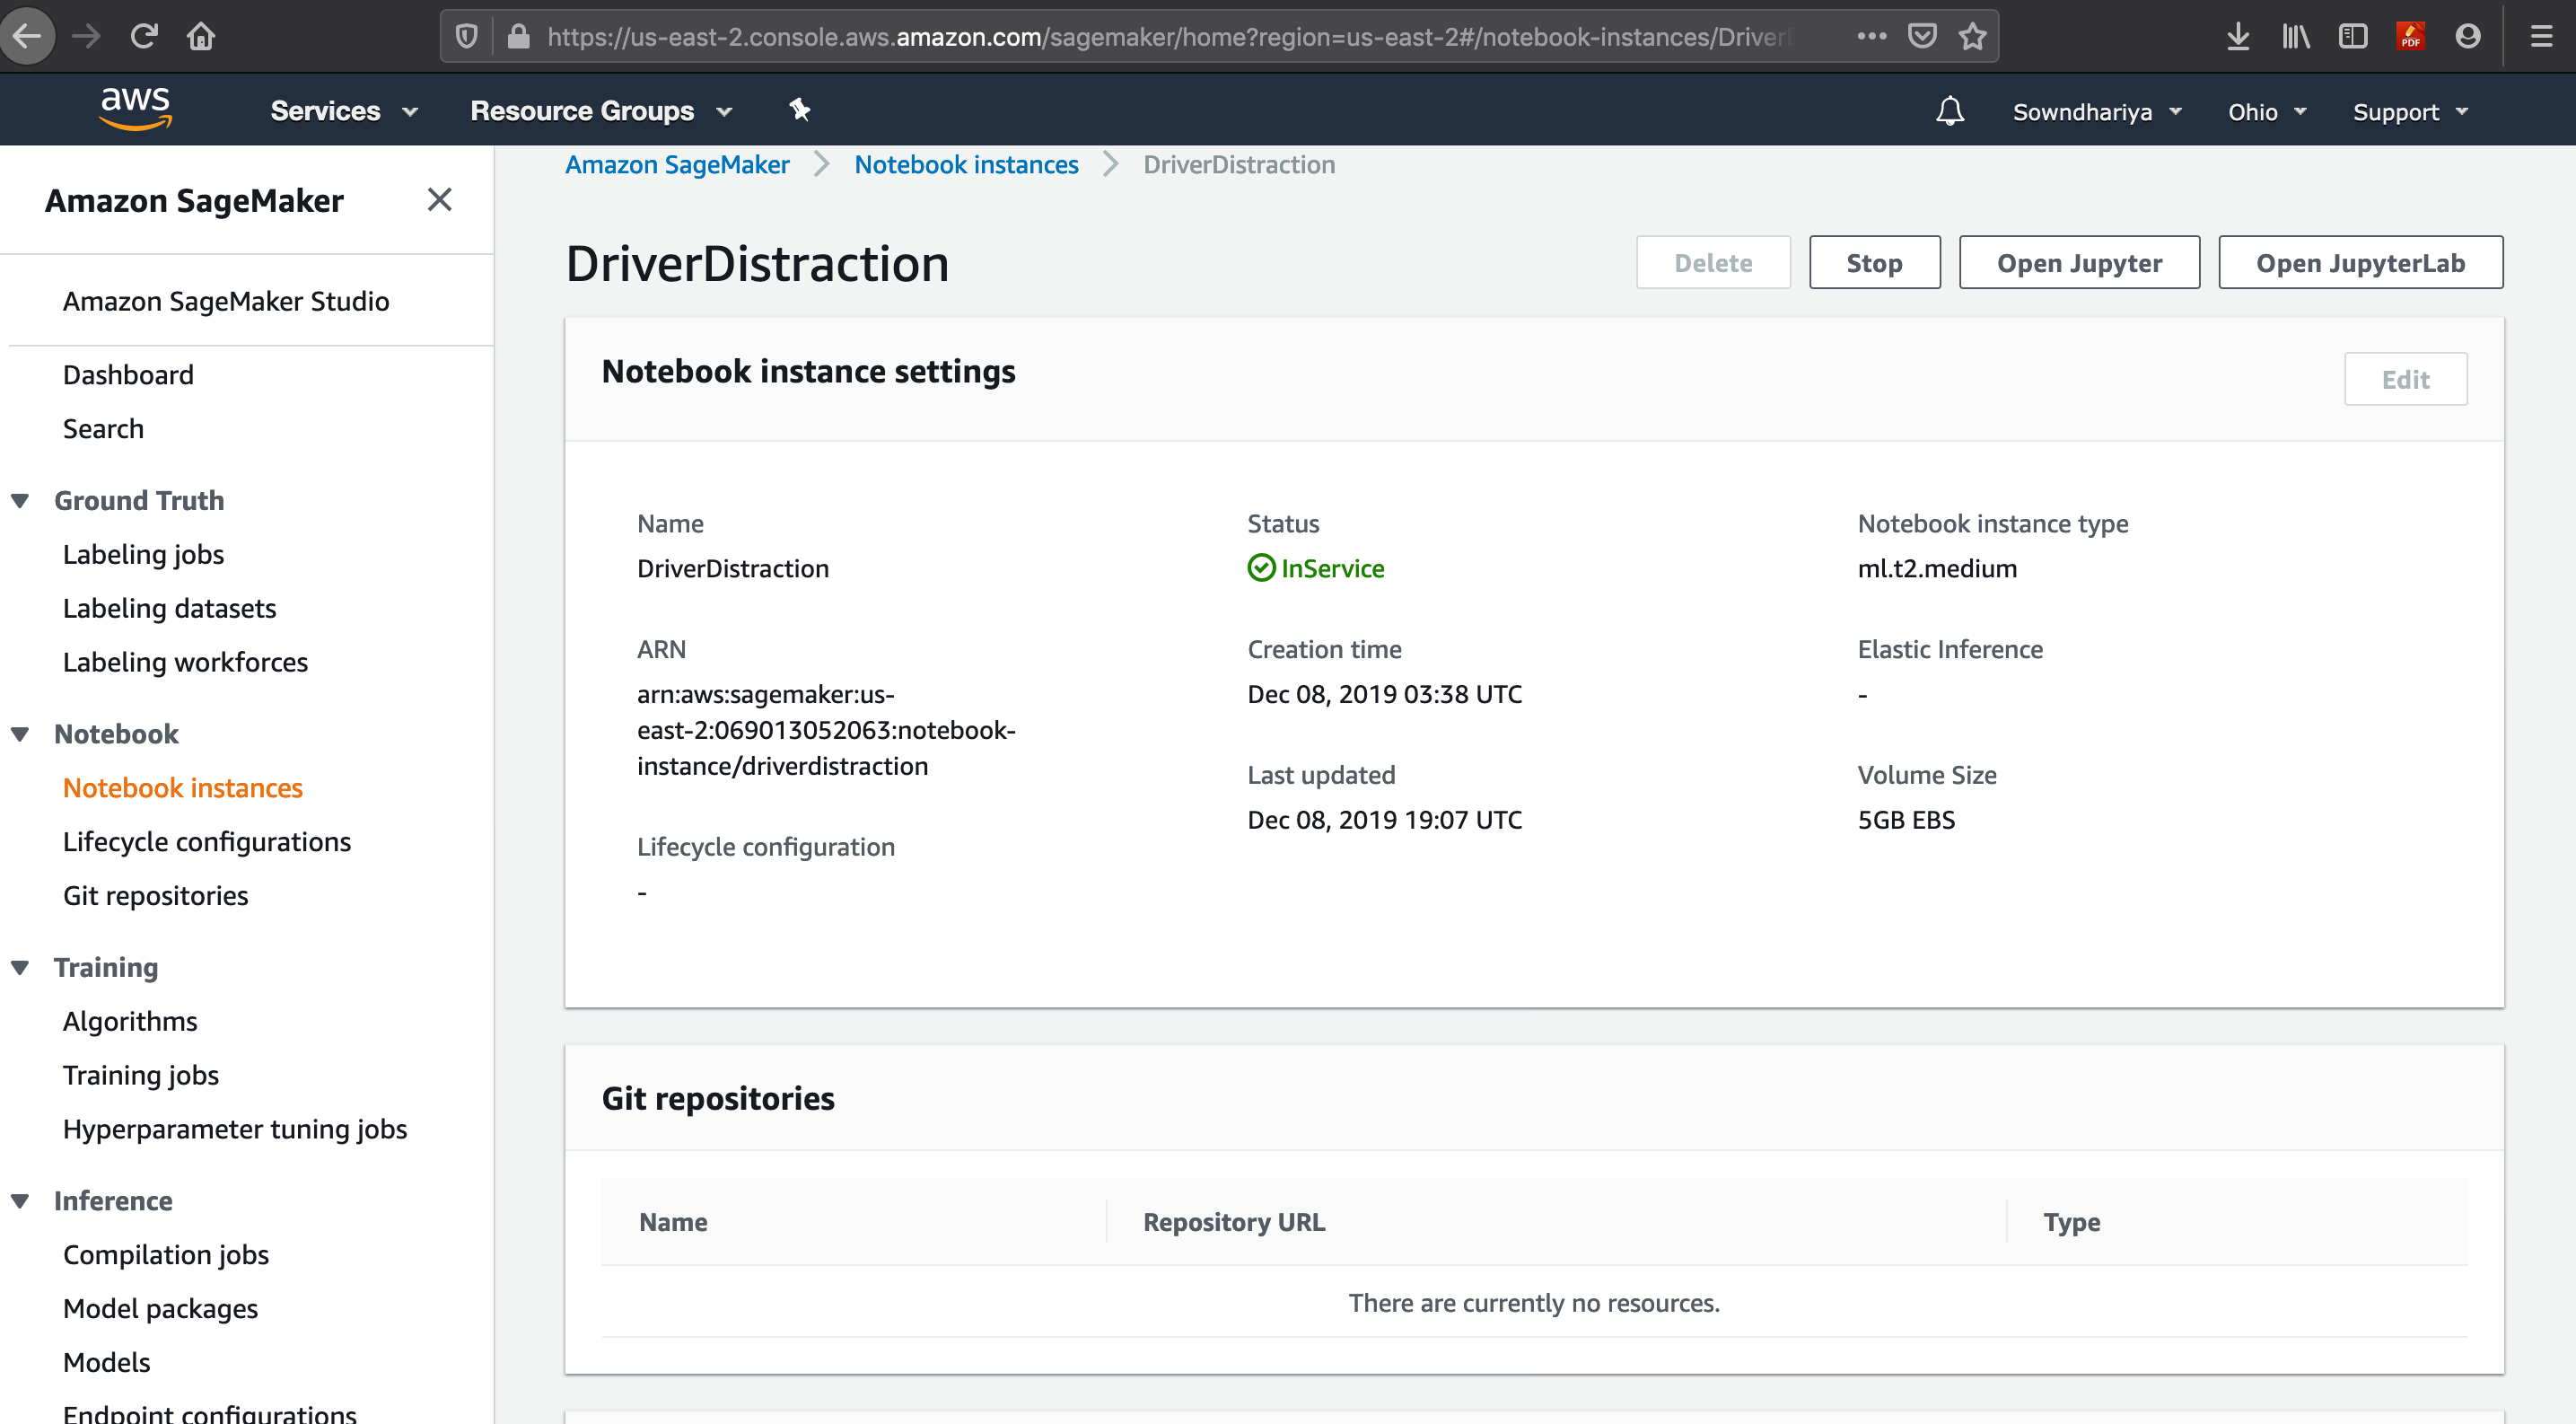 https://us-east-2.console.aws.amazon.com/sagemaker/home?region=us-east-2#/notebook-instances/Driver
PDF
aws
Services
Resource Groups
Sowndhariya
Ohio
Support
Amazon SageMaker
Amazon SageMaker Studio
Dashboard
Search
Ground Truth
Labeling jobs
Labeling datasets
Labeling workforces
Notebook
Notebook instances
Lifecycle configurations
Git repositories
Training
Algorithms
Training jobs
Hyperparameter tuning jobs
Inference
Compilation jobs
Model packages
Models
Endpoint configurations
Amazon SageMaker
Notebook instances
DriverDistraction
DriverDistraction
Delete
Stop
Open Jupyter
Open JupyterLab
Notebook instance settings
Edit
Name
DriverDistraction
ARN
arn:aws:sagemaker:us-
east-2:069013052063:notebook-
instance/driverdistraction
Lifecycle configuration
-
Status
InService
Creation time
Dec 08, 2019 03:38 UTC
Last updated
Dec 08, 2019 19:07 UTC
Notebook instance type
ml.t2.medium
Elastic Inference
-
Volume Size
5GB EBS
Git repositories
Name
Repository URL
Type
There are currently no resources.